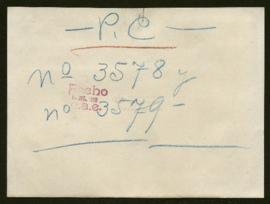 — P. C —
nº 3578 y
nº 3579 —